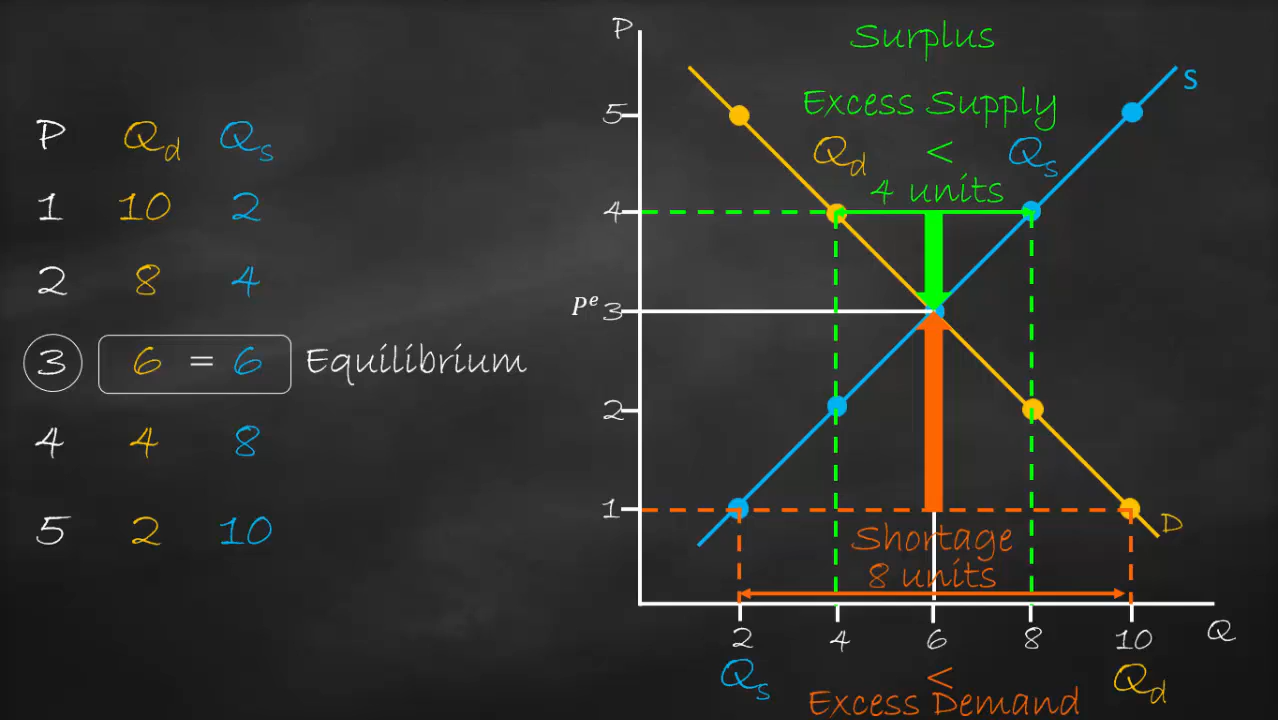 P Qd Qs
1 10 2
2 8 4
3 6 = 6 Equilibrium
4 4 8
5 2 10
P
Surplus
S
5
Excess Supply
Qd < Qs
4 units
4
Pᵉ 3
2
1
D
Shortage
8 units
2 4 6 8 10 Q
Qs < Qd
Excess Demand